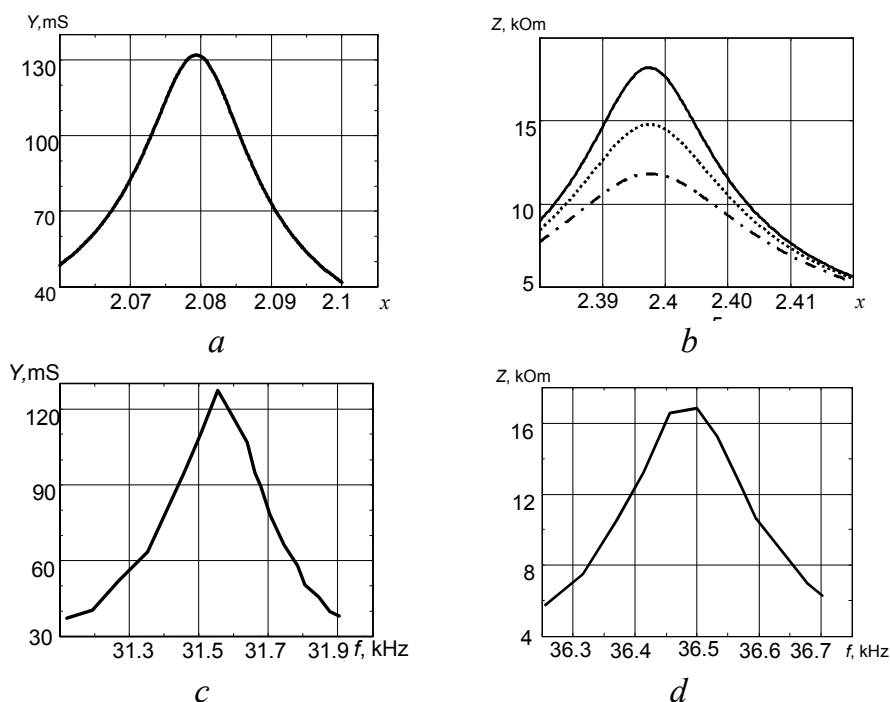 Y,mS
130
100
70
40
2.07 2.08 2.09 2.1 x
a
Z, kOm
15
10
5
2.39 2.4 2.40 2.41 x
5
b
Y,mS
120
90
60
30
31.3 31.5 31.7 31.9 f, kHz
c
Z, kOm
16
12
8
4
36.3 36.4 36.5 36.6 36.7 f, kHz
d